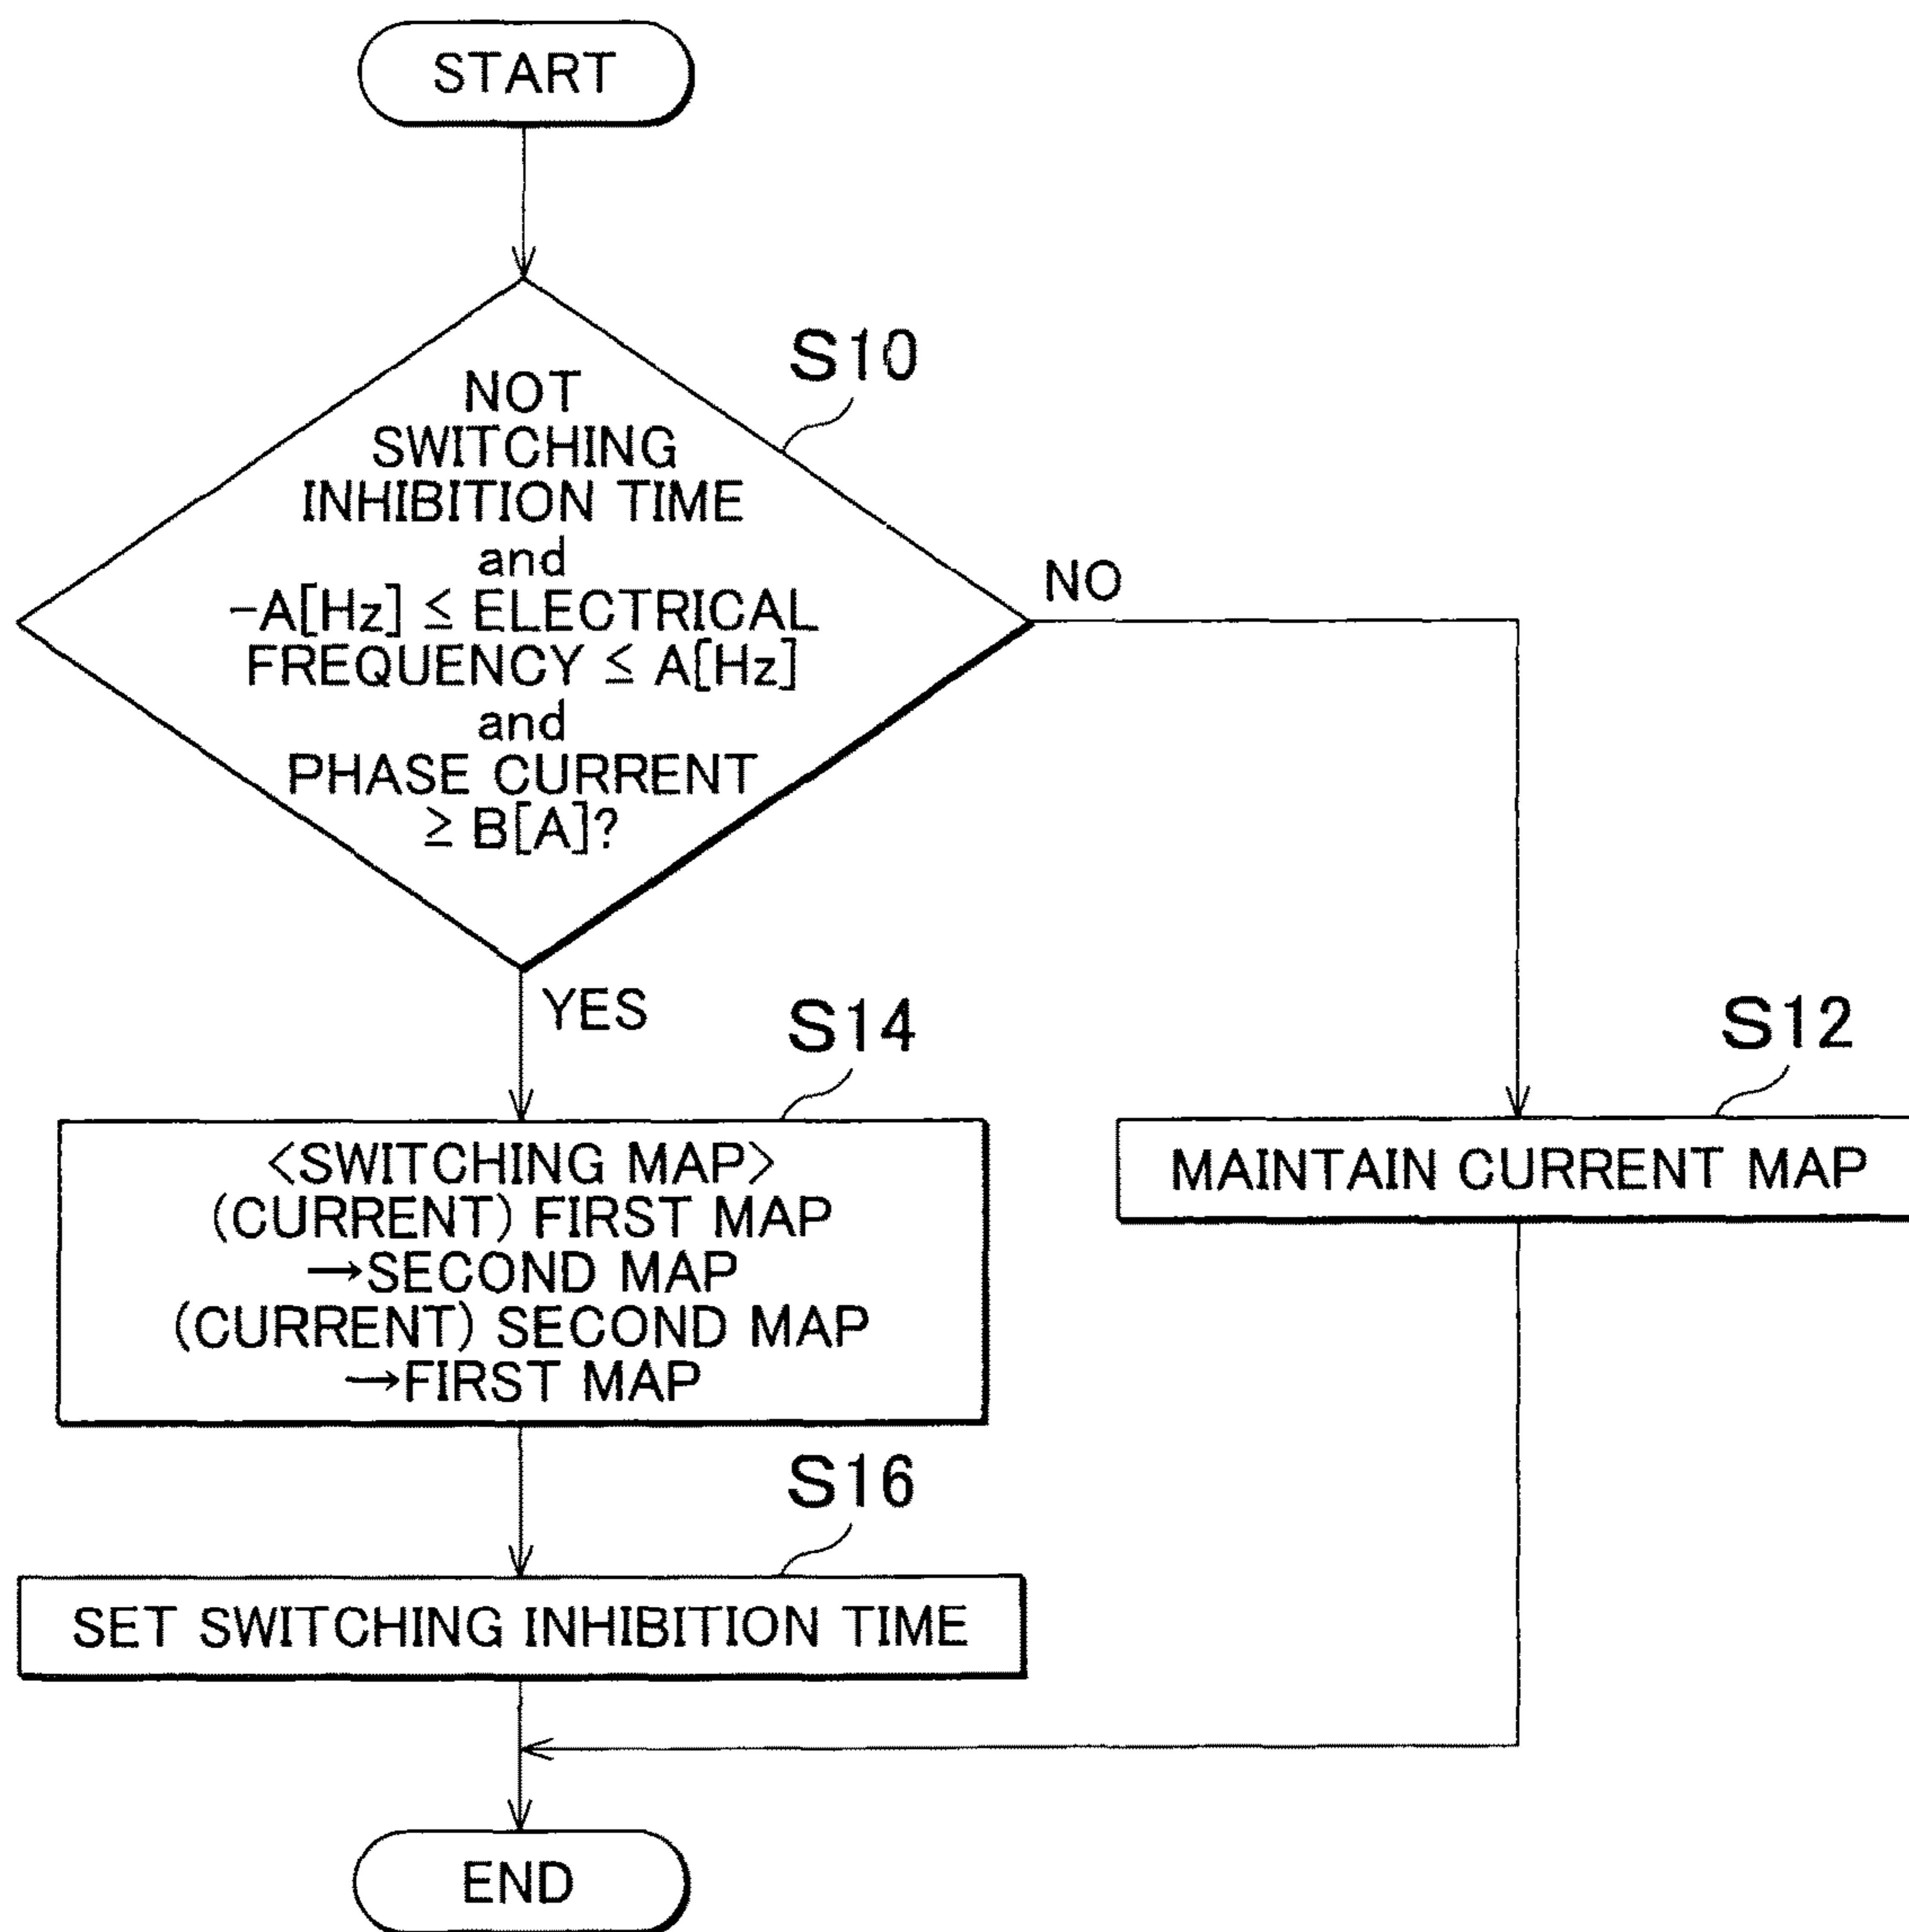 START
S10
NOT
SWITCHING
INHIBITION TIME
and
-A[Hz] ≤ ELECTRICAL
FREQUENCY ≤ A[Hz]
and
PHASE CURRENT
≥ B[A]?
NO
YES
S14
S12
<SWITCHING MAP>
(CURRENT) FIRST MAP
→SECOND MAP
(CURRENT) SECOND MAP
→FIRST MAP
MAINTAIN CURRENT MAP
S16
SET SWITCHING INHIBITION TIME
END